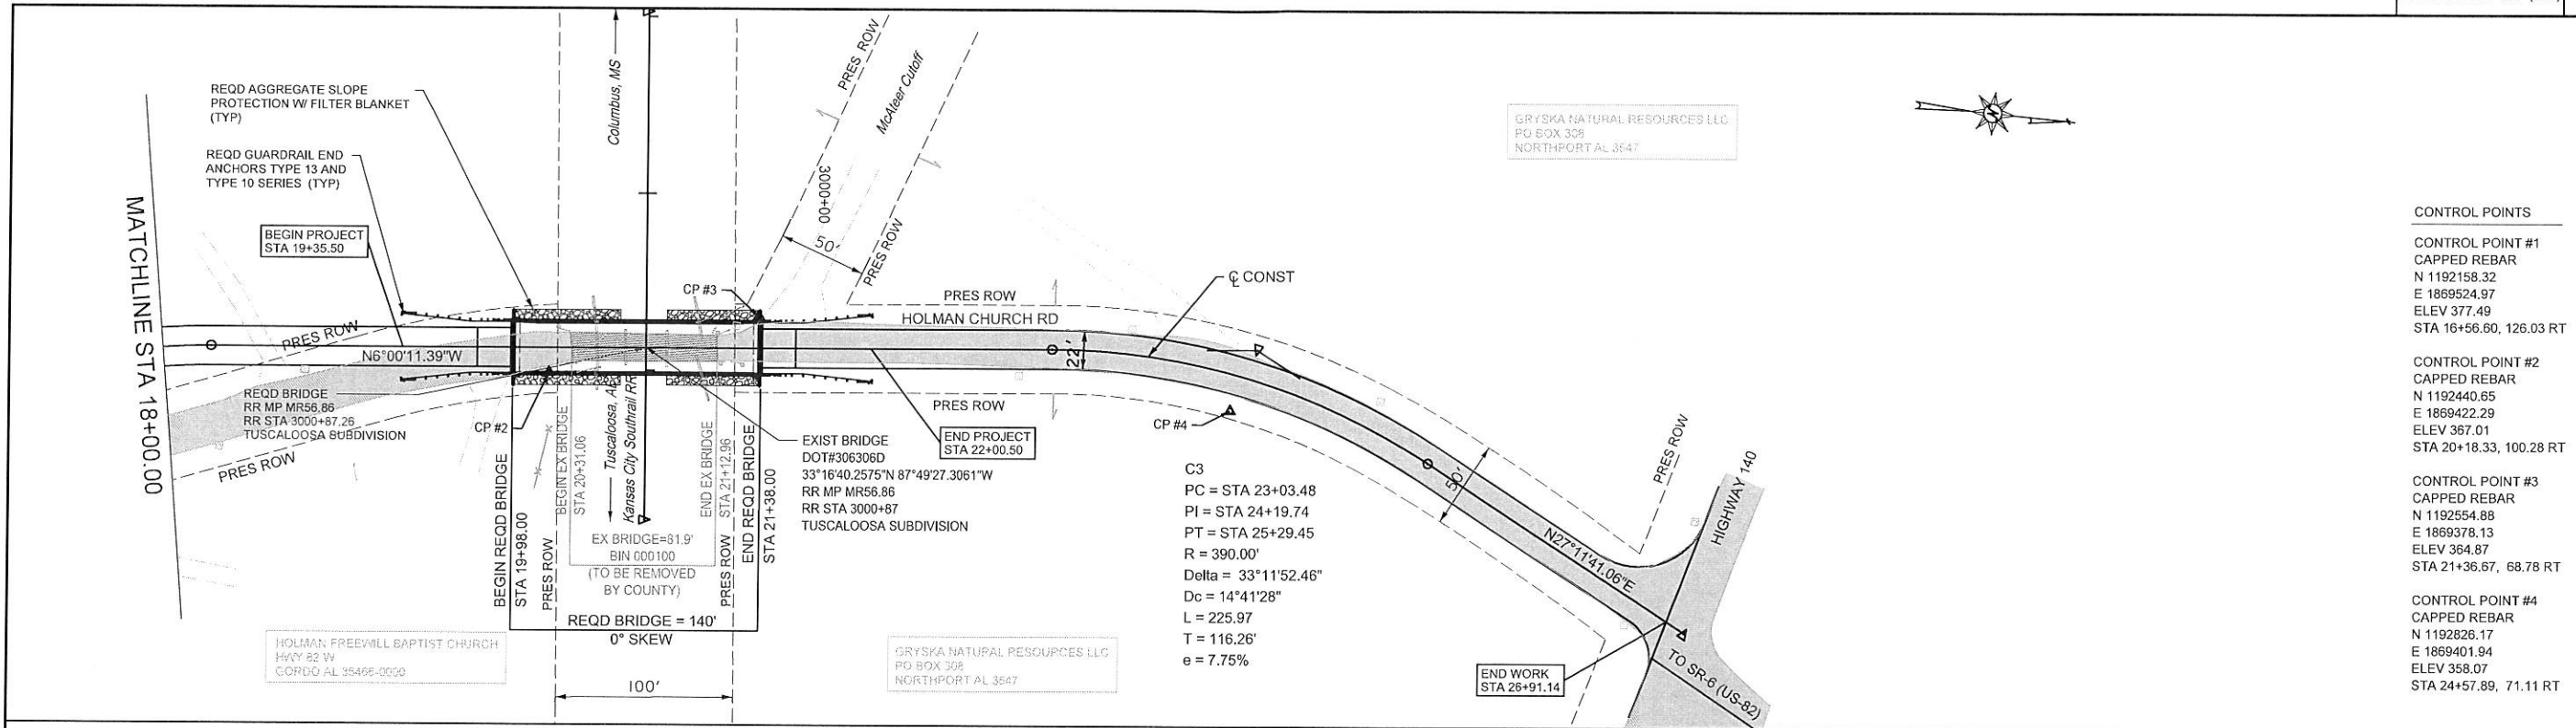 REQD AGGREGATE SLOPE
PROTECTION W/ FILTER BLANKET
(TYP)
REQD GUARDRAIL END
ANCHORS TYPE 13 AND
TYPE 10 SERIES (TYP)
BEGIN PROJECT
STA 19+35.50
MATCHLINE STA 18+00.00
PRES ROW
N6°00'11.39"W
REQD BRIDGE
RR MP MR56.86
RR STA 3000+87.26
TUSCALOOSA SUBDIVISION
PRES ROW
CP #2
Columbus, MS
CP #3
PRES ROW
McAteer Cutoff
3000+00
50'
PRES ROW
PRES ROW
HOLMAN CHURCH RD
22'
PRES ROW
℄ CONST
BEGIN REQD BRIDGE
STA 19+98.00
PRES ROW
BEGIN EX BRIDGE
STA 20+31.06
Tuscaloosa, AL
Kansas City Southrail RR
END EX BRIDGE
STA 21+12.96
PRES ROW
END REQD BRIDGE
STA 21+38.00
EX BRIDGE=81.9'
BIN 000100
(TO BE REMOVED
BY COUNTY)
REQD BRIDGE = 140'
0° SKEW
100'
EXIST BRIDGE
DOT#306306D
33°16'40.2575"N 87°49'27.3061"W
RR MP MR56.86
RR STA 3000+87
TUSCALOOSA SUBDIVISION
END PROJECT
STA 22+00.50
HOLMAN FREEWILL BAPTIST CHURCH
HWY 82 W
GORDO AL 35466-0000
GRYSKA NATURAL RESOURCES LLC
PO BOX 308
NORTHPORT AL 3547
GRYSKA NATURAL RESOURCES LLC
PO BOX 308
NORTHPORT AL 3547
CP #4
C3
PC = STA 23+03.48
PI = STA 24+19.74
PT = STA 25+29.45
R = 390.00'
Delta = 33°11'52.46"
Dc = 14°41'28"
L = 225.97
T = 116.26'
e = 7.75%
50'
PRES ROW
N27°11'41.06"E
HIGHWAY 140
TO SR-6 (US-82)
END WORK
STA 26+91.14
N
CONTROL POINTS
CONTROL POINT #1
CAPPED REBAR
N 1192158.32
E 1869524.97
ELEV 377.49
STA 16+56.60, 126.03 RT
CONTROL POINT #2
CAPPED REBAR
N 1192440.65
E 1869422.29
ELEV 367.01
STA 20+18.33, 100.28 RT
CONTROL POINT #3
CAPPED REBAR
N 1192554.88
E 1869378.13
ELEV 364.87
STA 21+36.67, 68.78 RT
CONTROL POINT #4
CAPPED REBAR
N 1192826.17
E 1869401.94
ELEV 358.07
STA 24+57.89, 71.11 RT